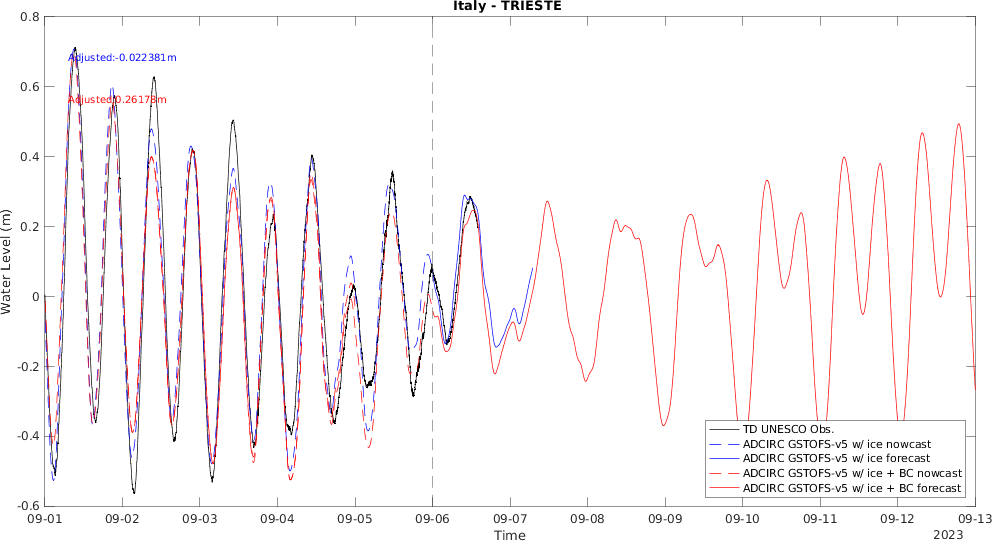 Italy - TRIESTE
0.8
0.6
0.4
0.2
0
-0.2
-0.4
-0.6
Water Level (m)
Adjusted:-0.022381m
Adjusted:0.26178m
TD UNESCO Obs.
ADCIRC GSTOFS-v5 w/ ice nowcast
ADCIRC GSTOFS-v5 w/ ice forecast
ADCIRC GSTOFS-v5 w/ ice + BC nowcast
ADCIRC GSTOFS-v5 w/ ice + BC forecast
09-01 09-02 09-03 09-04 09-05 09-06 09-07 09-08 09-09 09-10 09-11 09-12 09-13
Time
2023